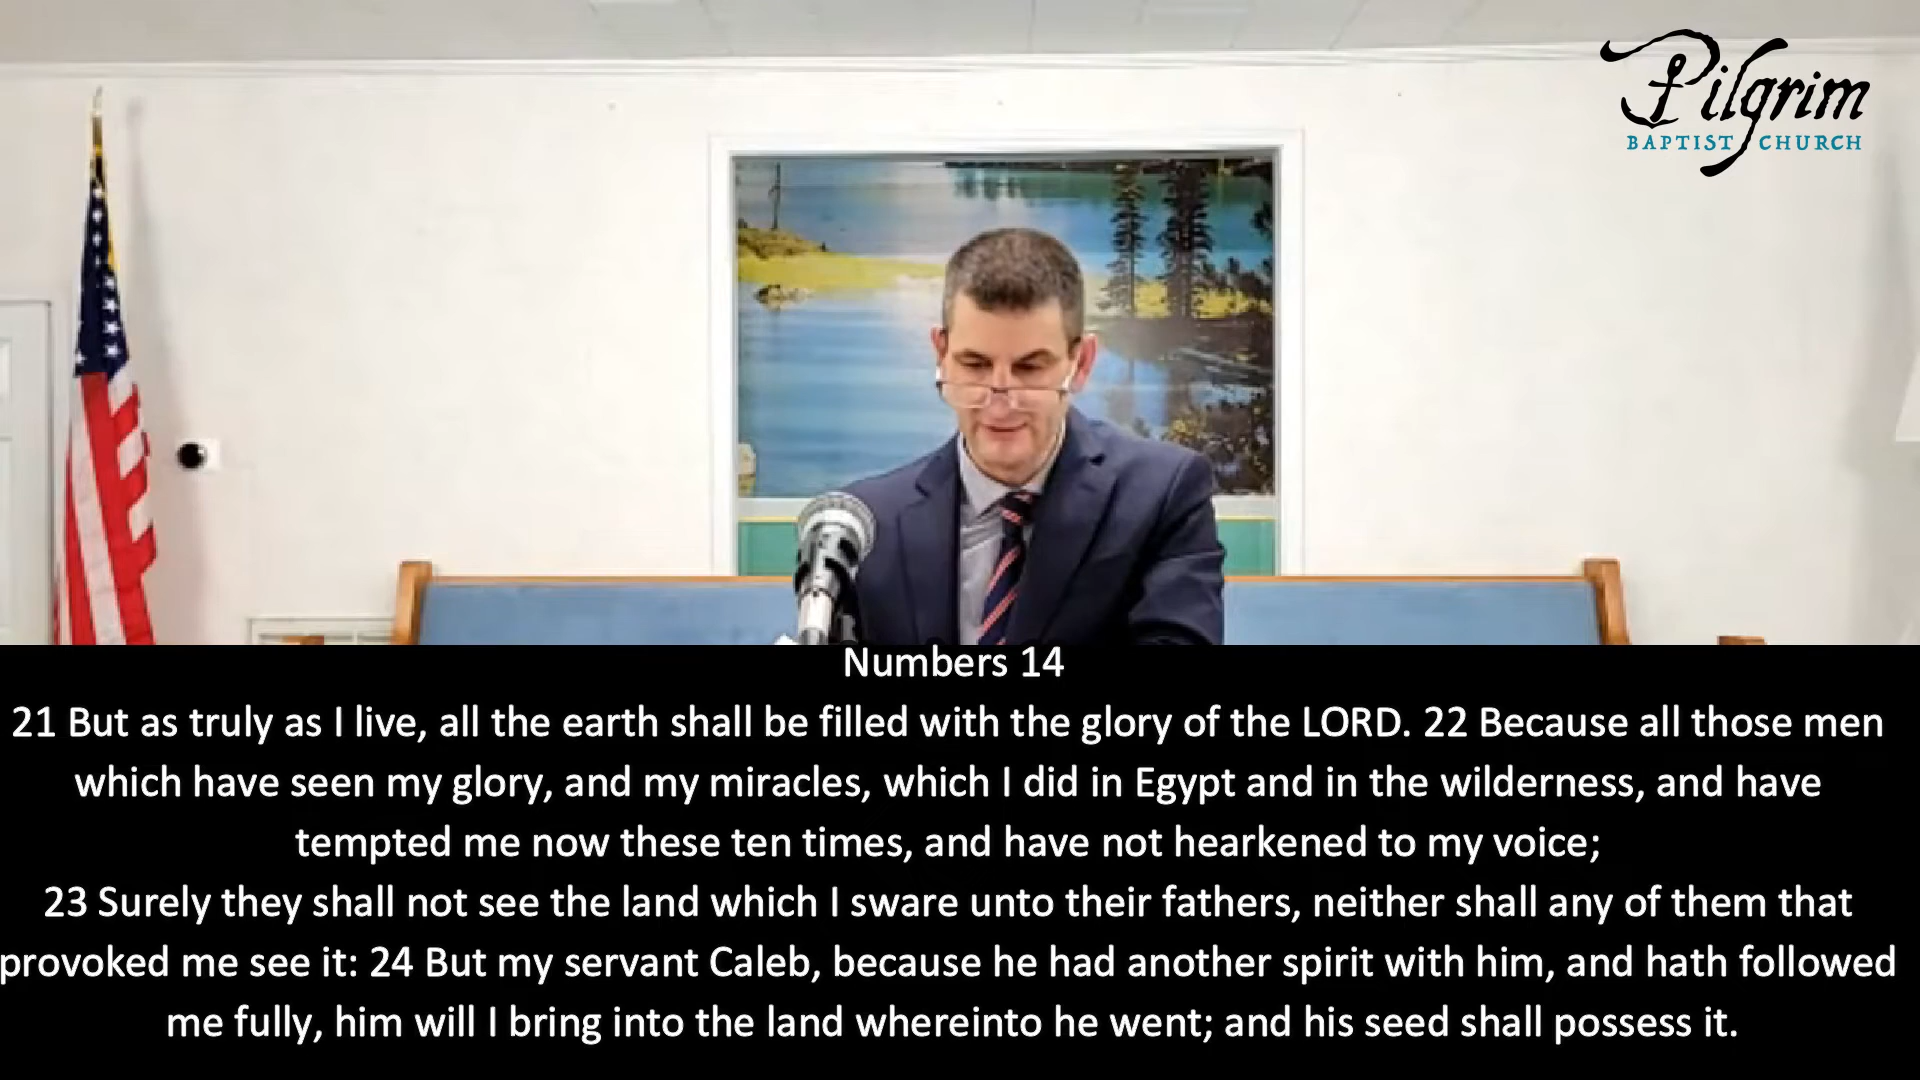 Pilgrim
BAPTIST CHURCH
Numbers 14
21 But as truly as I live, all the earth shall be filled with the glory of the LORD. 22 Because all those men
which have seen my glory, and my miracles, which I did in Egypt and in the wilderness, and have
tempted me now these ten times, and have not hearkened to my voice;
23 Surely they shall not see the land which I sware unto their fathers, neither shall any of them that
provoked me see it: 24 But my servant Caleb, because he had another spirit with him, and hath followed
me fully, him will I bring into the land whereinto he went; and his seed shall possess it.